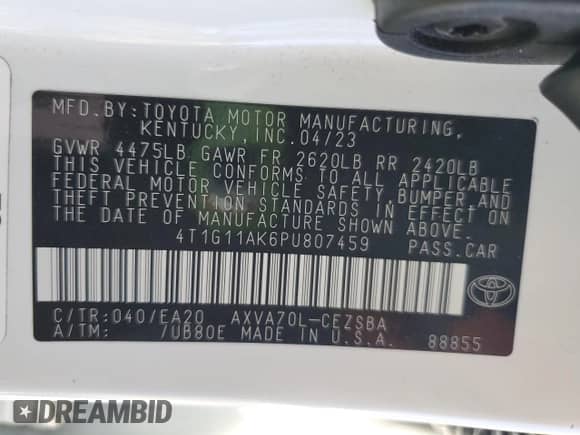 MFD.BY:TOYOTA MOTOR MANUFACTURING,
KENTUCKY,INC.04/23
GVWR 4475LB GAWR FR 2620LB RR 2420LB
THIS VEHICLE CONFORMS TO ALL APPLICABLE
FEDERAL MOTOR VEHICLE SAFETY,BUMPER,AND
THEFT PREVENTION STANDARDS IN EFFECT ON
THE DATE OF MANUFACTURE SHOWN ABOVE.
4T1G11AK6PU807459 PASS.CAR
C/TR:040/EA20 AXVA70L-CEZSBA
A/TM: /UB80E MADE IN U.S.A. 88855
TOYOTA
DREAMBID